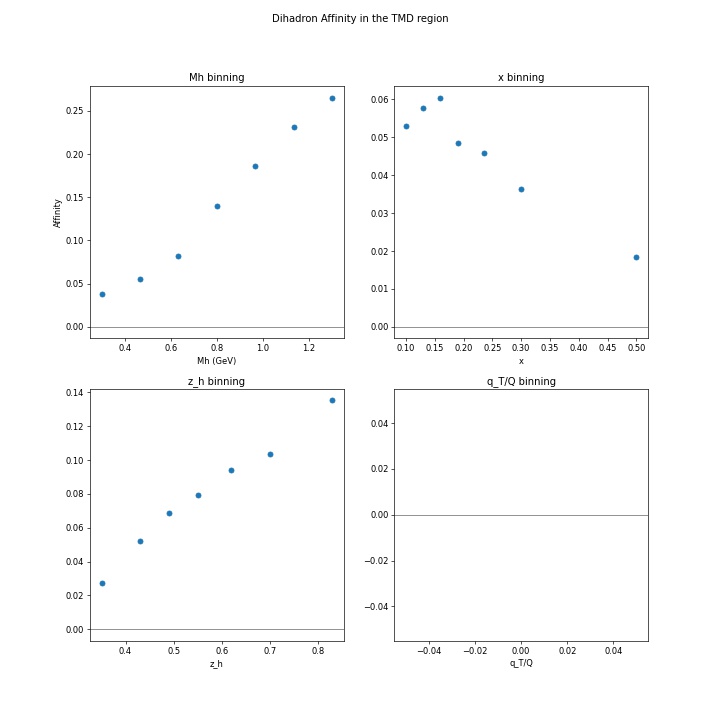 Dihadron Affinity in the TMD region
Mh binning
0.25
0.20
0.15
0.10
0.05
0.00
Affinity
0.4 0.6 0.8 1.0 1.2
Mh (GeV)
x binning
0.06
0.05
0.04
0.03
0.02
0.01
0.00
0.10 0.15 0.20 0.25 0.30 0.35 0.40 0.45 0.50
x
z_h binning
0.14
0.12
0.10
0.08
0.06
0.04
0.02
0.00
0.4 0.5 0.6 0.7 0.8
z_h
q_T/Q binning
0.04
0.02
0.00
−0.02
−0.04
−0.04 −0.02 0.00 0.02 0.04
q_T/Q